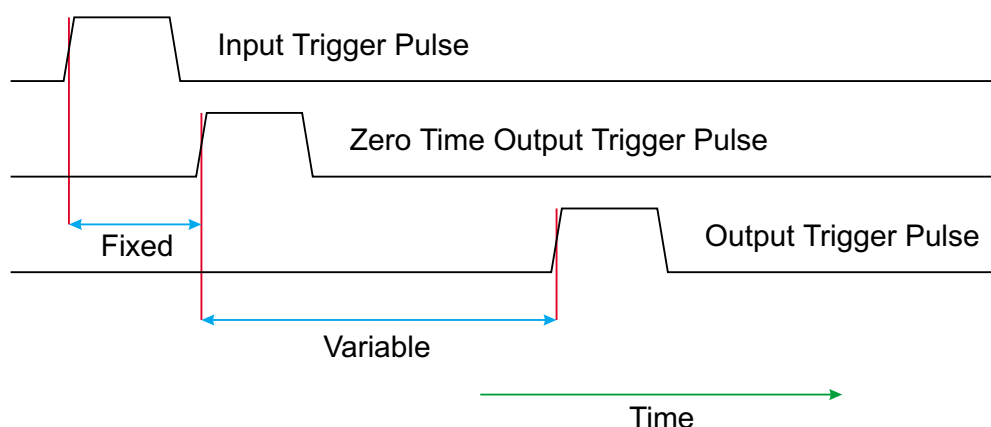 Input Trigger Pulse
Zero Time Output Trigger Pulse
Output Trigger Pulse
Fixed
Variable
Time